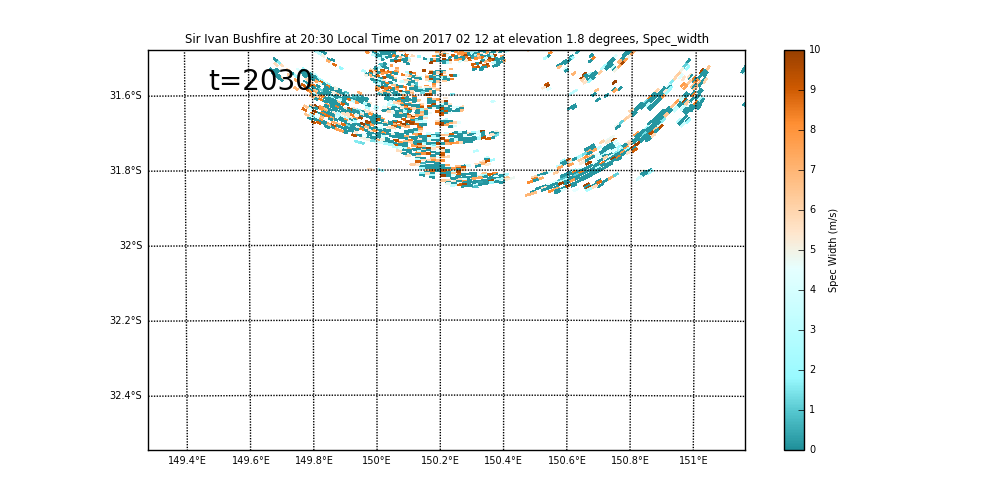 Sir Ivan Bushfire at 20:30 Local Time on 2017 02 12 at elevation 1.8 degrees, Spec_width
t=2030
31.6°S
31.8°S
32°S
32.2°S
32.4°S
149.4°E 149.6°E 149.8°E 150°E 150.2°E 150.4°E 150.6°E 150.8°E 151°E
10
9
8
7
6
5
4
3
2
1
0
Spec Width (m/s)